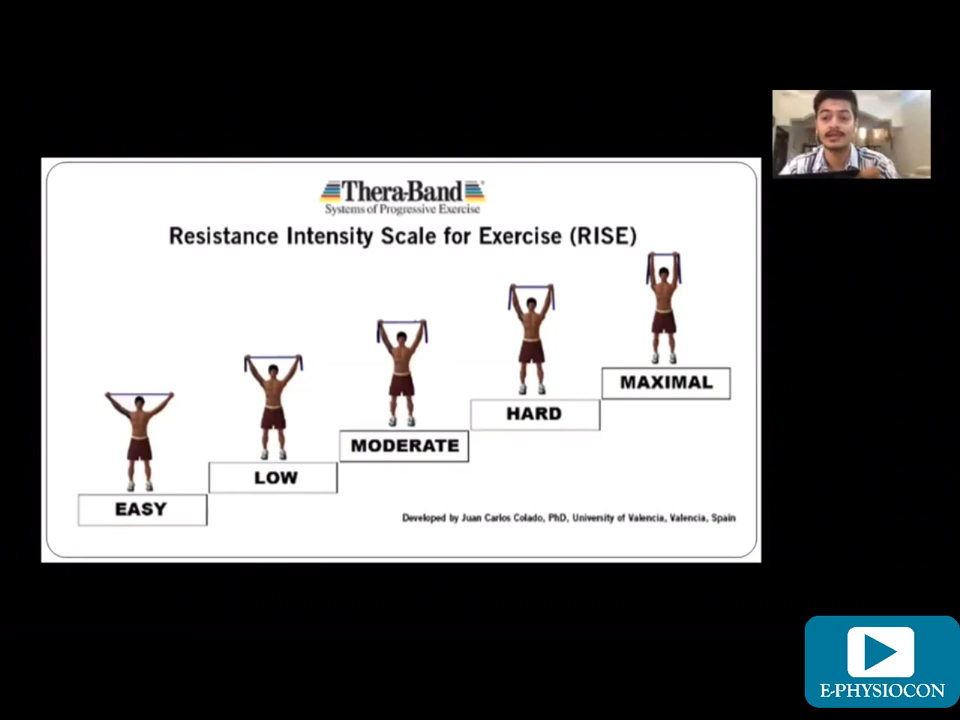 Thera-Band
Systems of Progressive Exercise
Resistance Intensity Scale for Exercise (RISE)
MAXIMAL
HARD
MODERATE
LOW
EASY
Developed by Juan Carlos Colado, PhD, University of Valencia, Valencia, Spain
E-PHYSIOCON